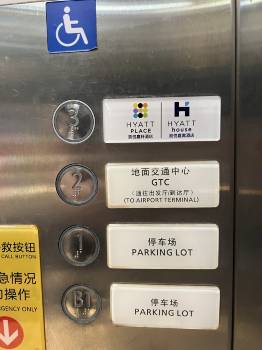 3
HYATT PLACE
凯悦嘉轩酒店
HYATT house
凯悦嘉寓酒店
2
地面交通中心
GTC
(通往出发厅/到达厅)
(TO AIRPORT TERMINAL)
1
停车场
PARKING LOT
B1
停车场
PARKING LOT
救按钮
CALL BUTTON
急情况
操作
ENCY ONLY